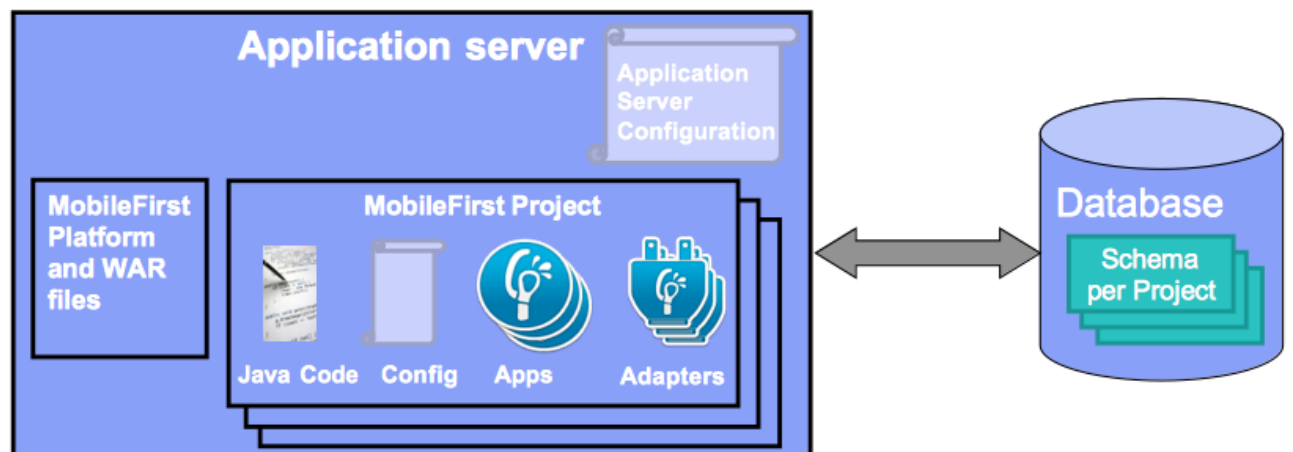 Application server
Application
Server
Configuration
MobileFirst
Platform
and WAR
files
MobileFirst Project
Java Code
Config
Apps
Adapters
Database
Schema
per Project